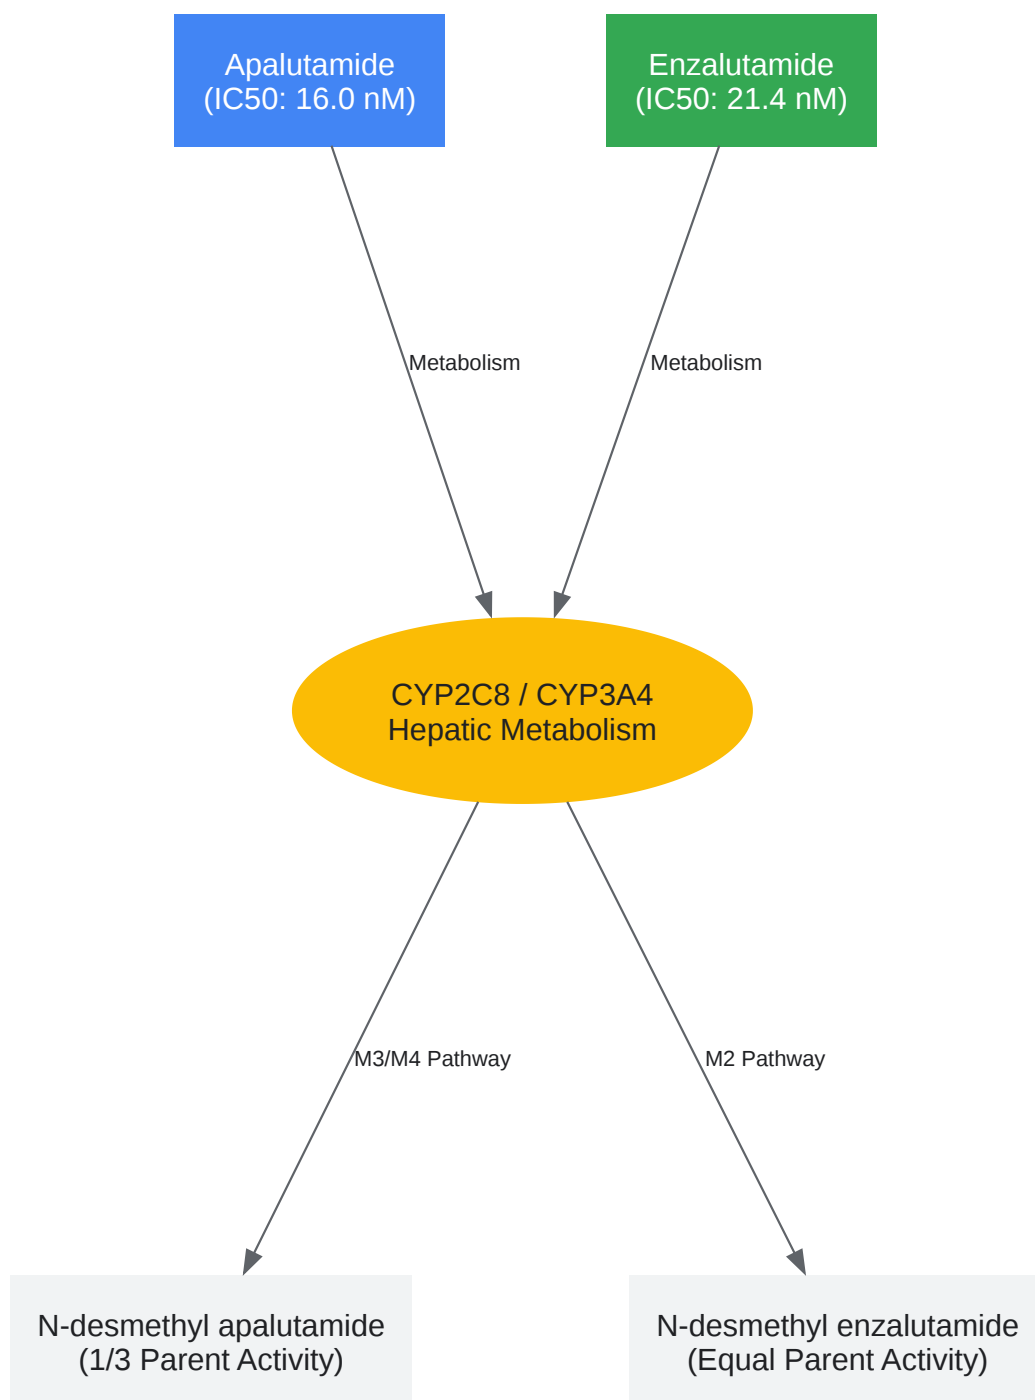 Apalutamide
(IC50: 16.0 nM)
Enzalutamide
(IC50: 21.4 nM)
Metabolism
Metabolism
CYP2C8 / CYP3A4
Hepatic Metabolism
M3/M4 Pathway
M2 Pathway
N-desmethyl apalutamide
(1/3 Parent Activity)
N-desmethyl enzalutamide
(Equal Parent Activity)